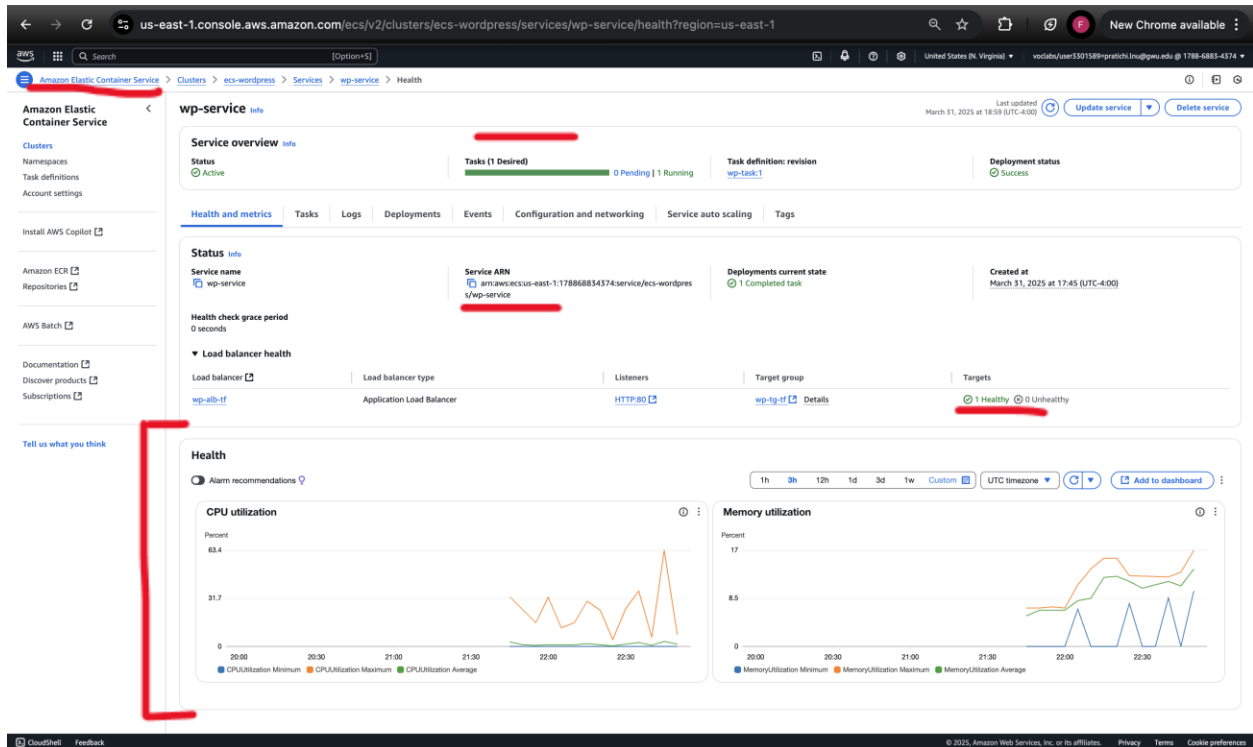 us-east-1.console.aws.amazon.com/ecs/v2/clusters/ecs-wordpress/services/wp-service/health?region=us-east-1
F
New Chrome available
aws
Search
[Option+S]
United States (N. Virginia)
voclabs/user3301589=pratichi.lnu@gwu.edu @ 1788-6883-4374
Amazon Elastic Container Service > Clusters > ecs-wordpress > Services > wp-service > Health
Amazon Elastic
Container Service
Clusters
Namespaces
Task definitions
Account settings
Install AWS Copilot
Amazon ECR
Repositories
AWS Batch
Documentation
Discover products
Subscriptions
Tell us what you think
wp-service Info
Last updated
March 31, 2025 at 18:59 (UTC-4:00)
Update service
Delete service
Service overview Info
Status
Active
Tasks (1 Desired)
0 Pending | 1 Running
Task definition: revision
wp-task:1
Deployment status
Success
Health and metrics
Tasks
Logs
Deployments
Events
Configuration and networking
Service auto scaling
Tags
Status Info
Service name
wp-service
Service ARN
arn:aws:ecs:us-east-1:178868834374:service/ecs-wordpres
s/wp-service
Deployments current state
1 Completed task
Created at
March 31, 2025 at 17:45 (UTC-4:00)
Health check grace period
0 seconds
Load balancer health
Load balancer
Load balancer type
Listeners
Target group
Targets
wp-alb-tf
Application Load Balancer
HTTP:80
wp-tg-tf
Details
1 Healthy
0 Unhealthy
Health
Alarm recommendations
1h
3h
12h
1d
3d
1w
Custom
UTC timezone
Add to dashboard
CPU utilization
Percent
63.4
31.7
0
20:00
20:30
21:00
21:30
22:00
22:30
CPUUtilization Minimum
CPUUtilization Maximum
CPUUtilization Average
Memory utilization
Percent
17
8.5
0
20:00
20:30
21:00
21:30
22:00
22:30
MemoryUtilization Minimum
MemoryUtilization Maximum
MemoryUtilization Average
CloudShell
Feedback
© 2025, Amazon Web Services, Inc. or its affiliates.
Privacy
Terms
Cookie preferences